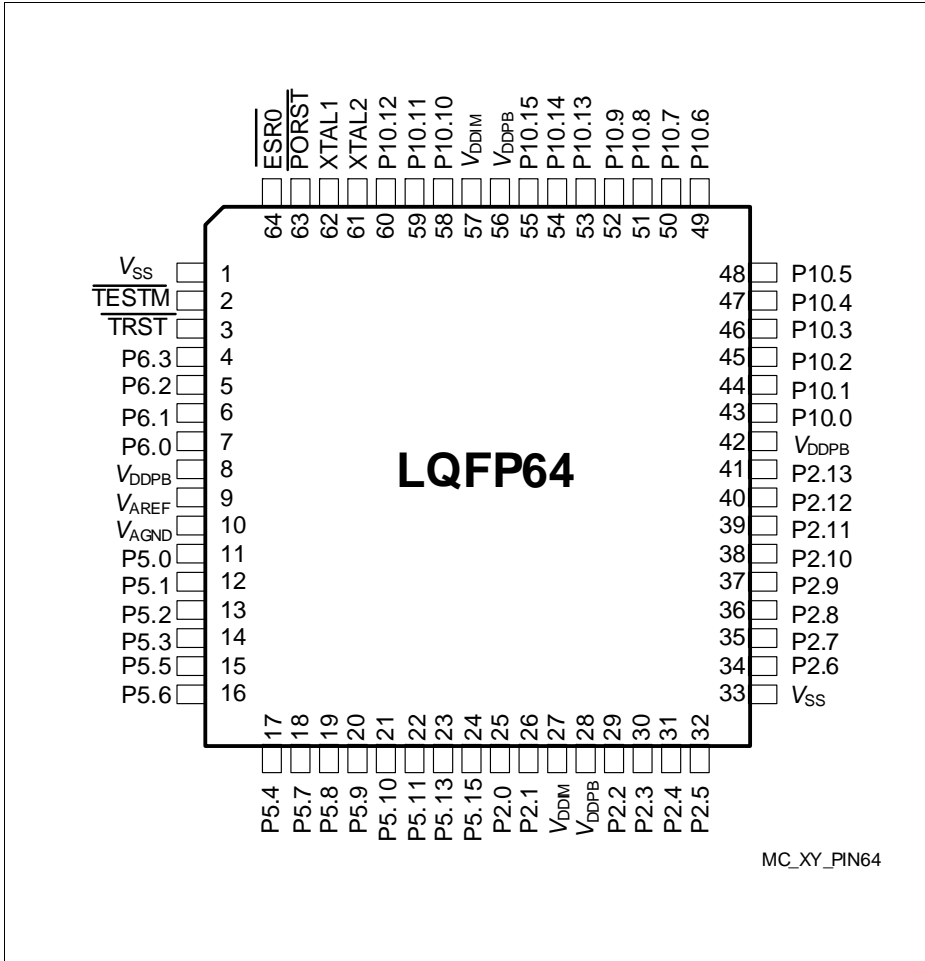 ESR0
PORST
XTAL1
XTAL2
P10.12
P10.11
P10.10
VDDIM
VDDPB
P10.15
P10.14
P10.13
P10.9
P10.8
P10.7
P10.6
64 63 62 61 60 59 58 57 56 55 54 53 52 51 50 49
VSS 1
TESTM 2
TRST 3
P6.3 4
P6.2 5
P6.1 6
P6.0 7
VDDPB 8
VAREF 9
VAGND 10
P5.0 11
P5.1 12
P5.2 13
P5.3 14
P5.5 15
P5.6 16
LQFP64
48 P10.5
47 P10.4
46 P10.3
45 P10.2
44 P10.1
43 P10.0
42 VDDPB
41 P2.13
40 P2.12
39 P2.11
38 P2.10
37 P2.9
36 P2.8
35 P2.7
34 P2.6
33 VSS
17 18 19 20 21 22 23 24 25 26 27 28 29 30 31 32
P5.4
P5.7
P5.8
P5.9
P5.10
P5.11
P5.13
P5.15
P2.0
P2.1
VDDIM
VDDPB
P2.2
P2.3
P2.4
P2.5
MC_XY_PIN64